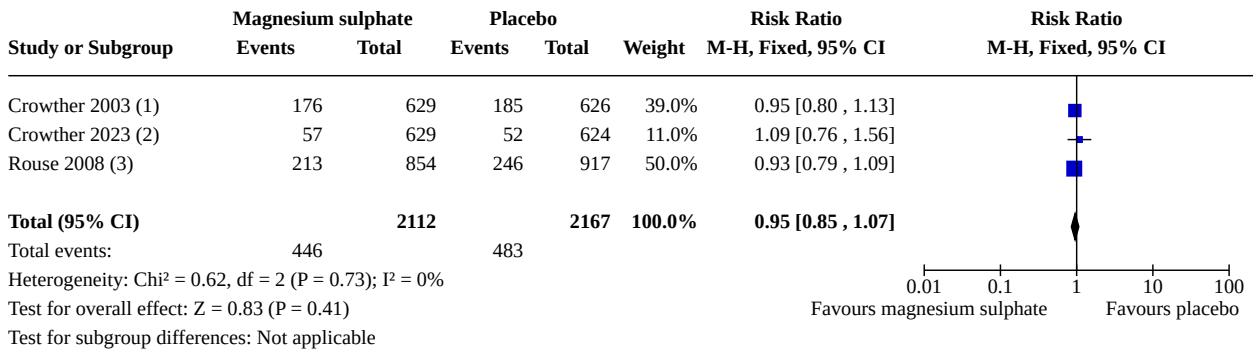 Magnesium sulphate Placebo Risk Ratio Risk Ratio
Study or Subgroup Events Total Events Total Weight M-H, Fixed, 95% CI M-H, Fixed, 95% CI
Crowther 2003 (1) 176 629 185 626 39.0% 0.95 [0.80 , 1.13]
Crowther 2023 (2) 57 629 52 624 11.0% 1.09 [0.76 , 1.56]
Rouse 2008 (3) 213 854 246 917 50.0% 0.93 [0.79 , 1.09]
Total (95% CI) 2112 2167 100.0% 0.95 [0.85 , 1.07]
Total events: 446 483
Heterogeneity: Chi² = 0.62, df = 2 (P = 0.73); I² = 0%
0.01 0.1 1 10 100
Test for overall effect: Z = 0.83 (P = 0.41) Favours magnesium sulphate Favours placebo
Test for subgroup differences: Not applicable